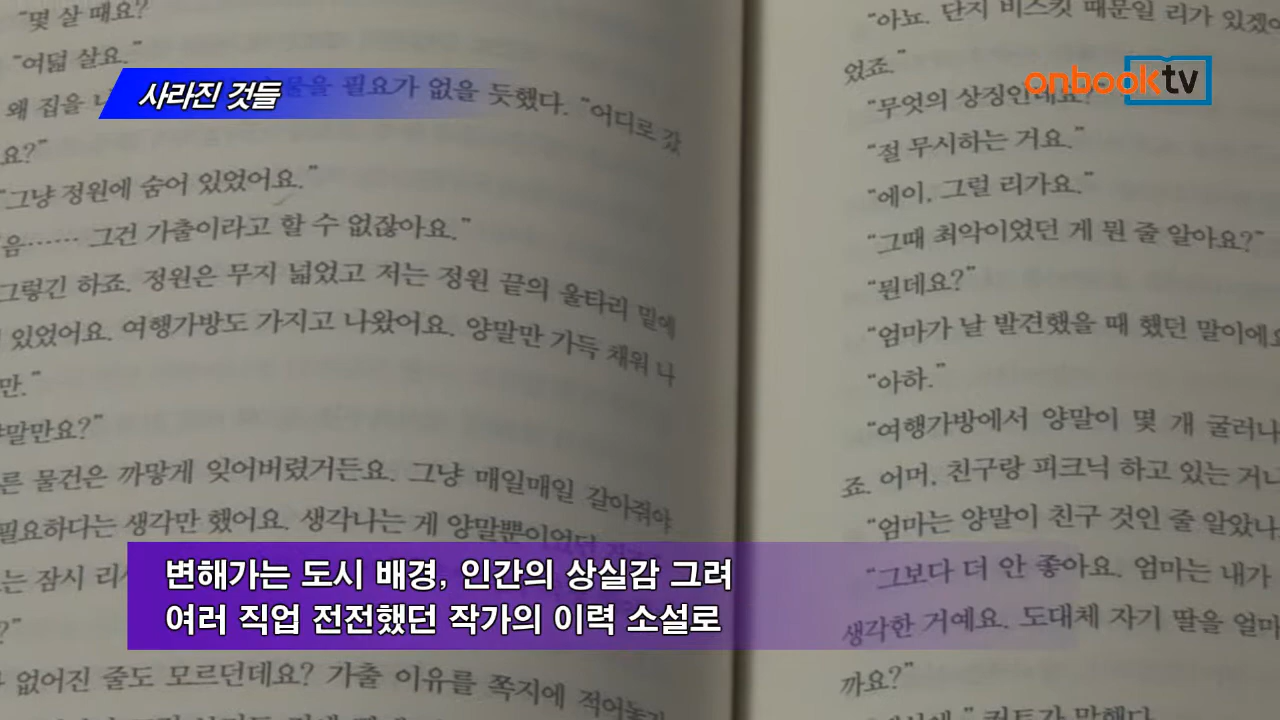 사라진 것들
onbooktv
“몇 살 때요?
“여덟 살요.”
왜 집을 물을 필요가 없을 듯했다. “어디로 갔
요?”
“그냥 정원에 숨어 있었어요.”
음…… 그건 가출이라고 할 수 없잖아요.”
그렇긴 하죠. 정원은 무지 넓었고 저는 정원 끝의 울타리 밑에
있었어요. 여행가방도 가지고 나왔어요. 양말만 가득 채워 나
만.”
말만요?”
른 물건은 까맣게 잊어버렸거든요. 그냥 매일매일 갈아줘야
필요하다는 생각만 했어요. 생각나는 게 양말뿐이었던
는 잠시
?”
없어진 줄도 모르던데요? 가출 이유를 쪽지에 적어놓
“아뇨. 단지 비스킷 때문일 리가 있겠
었죠.”
“무엇의 상징인데요?”
“절 무시하는 거요.”
“에이, 그럴 리가요.”
“그때 최악이었던 게 뭔 줄 알아요?”
“뭔데요?”
“엄마가 날 발견했을 때 했던 말이에요
“아하.”
“여행가방에서 양말이 몇 개 굴러나
죠. 어머, 친구랑 피크닉 하고 있는 거니
“엄마는 양말이 친구 것인 줄 알았나
“그보다 더 안 좋아요. 엄마는 내가
생각한 거예요. 도대체 자기 딸을 얼마
까요?”
커트가 말했다.
변해가는 도시 배경, 인간의 상실감 그려
여러 직업 전전했던 작가의 이력 소설로